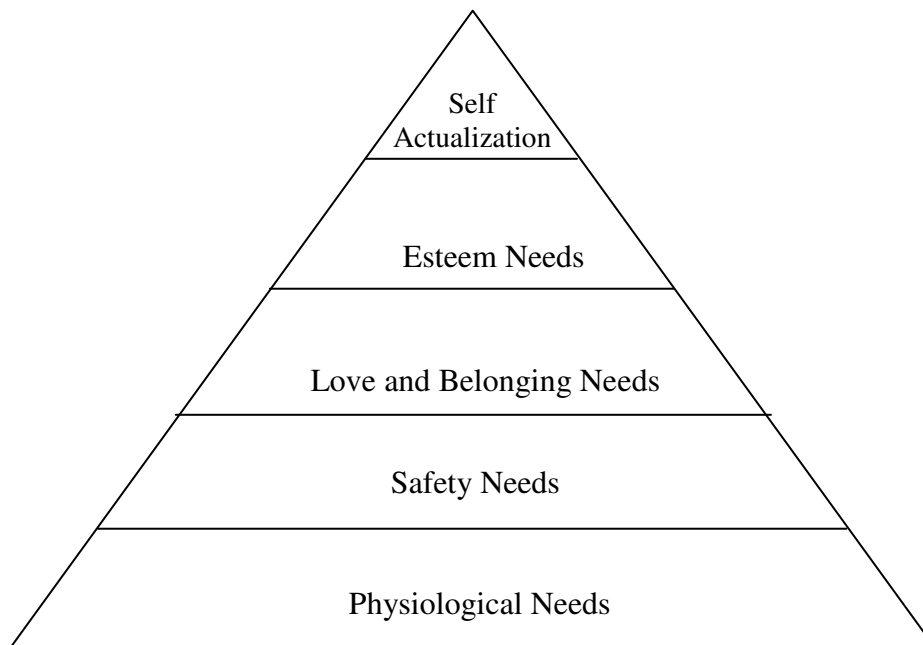 Self
Actualization
Esteem Needs
Love and Belonging Needs
Safety Needs
Physiological Needs